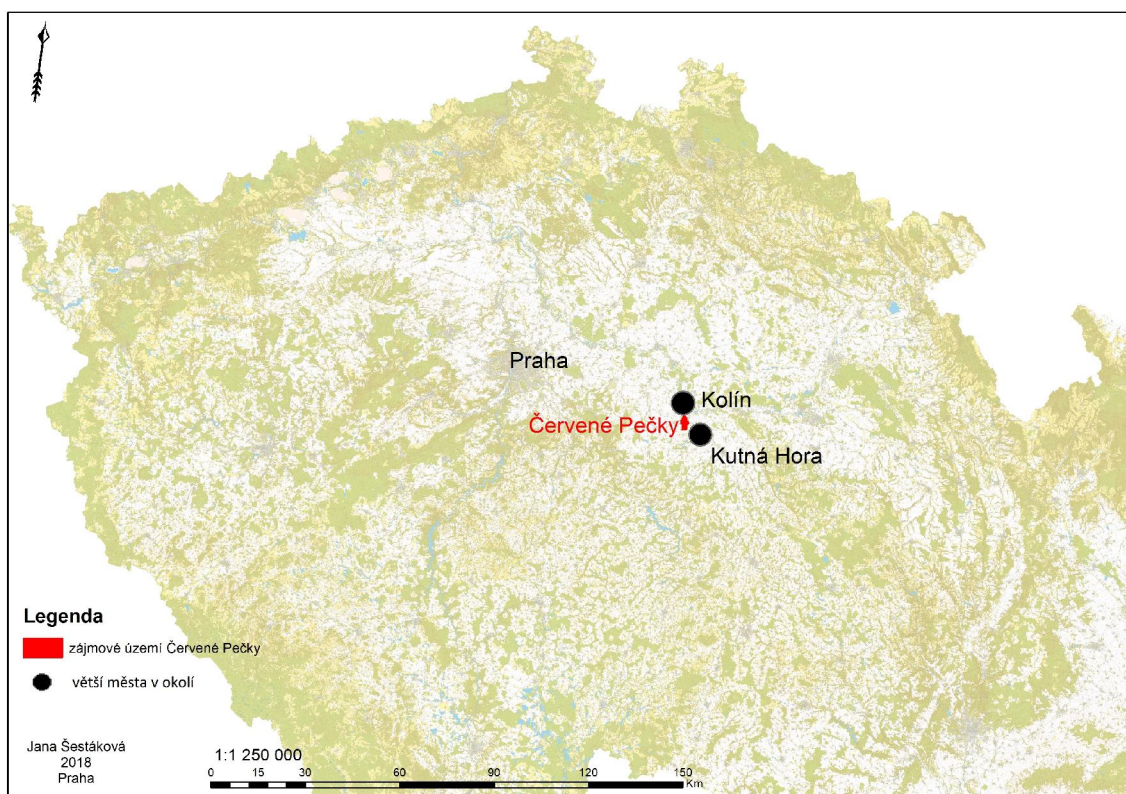 Praha
Kolín
Červené Pečky
Kutná Hora
Legenda
zájmové území Červené Pečky
větší města v okolí
Jana Šestáková
2018
Praha
1:1 250 000
0 15 30 60 90 120 150
Km